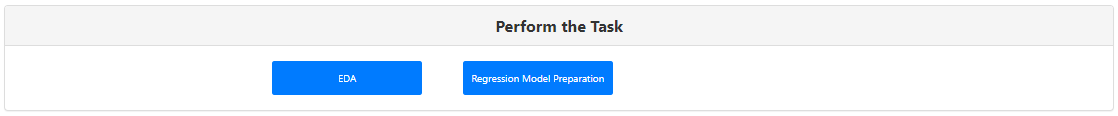 Perform the Task
EDA
Regression Model Preparation